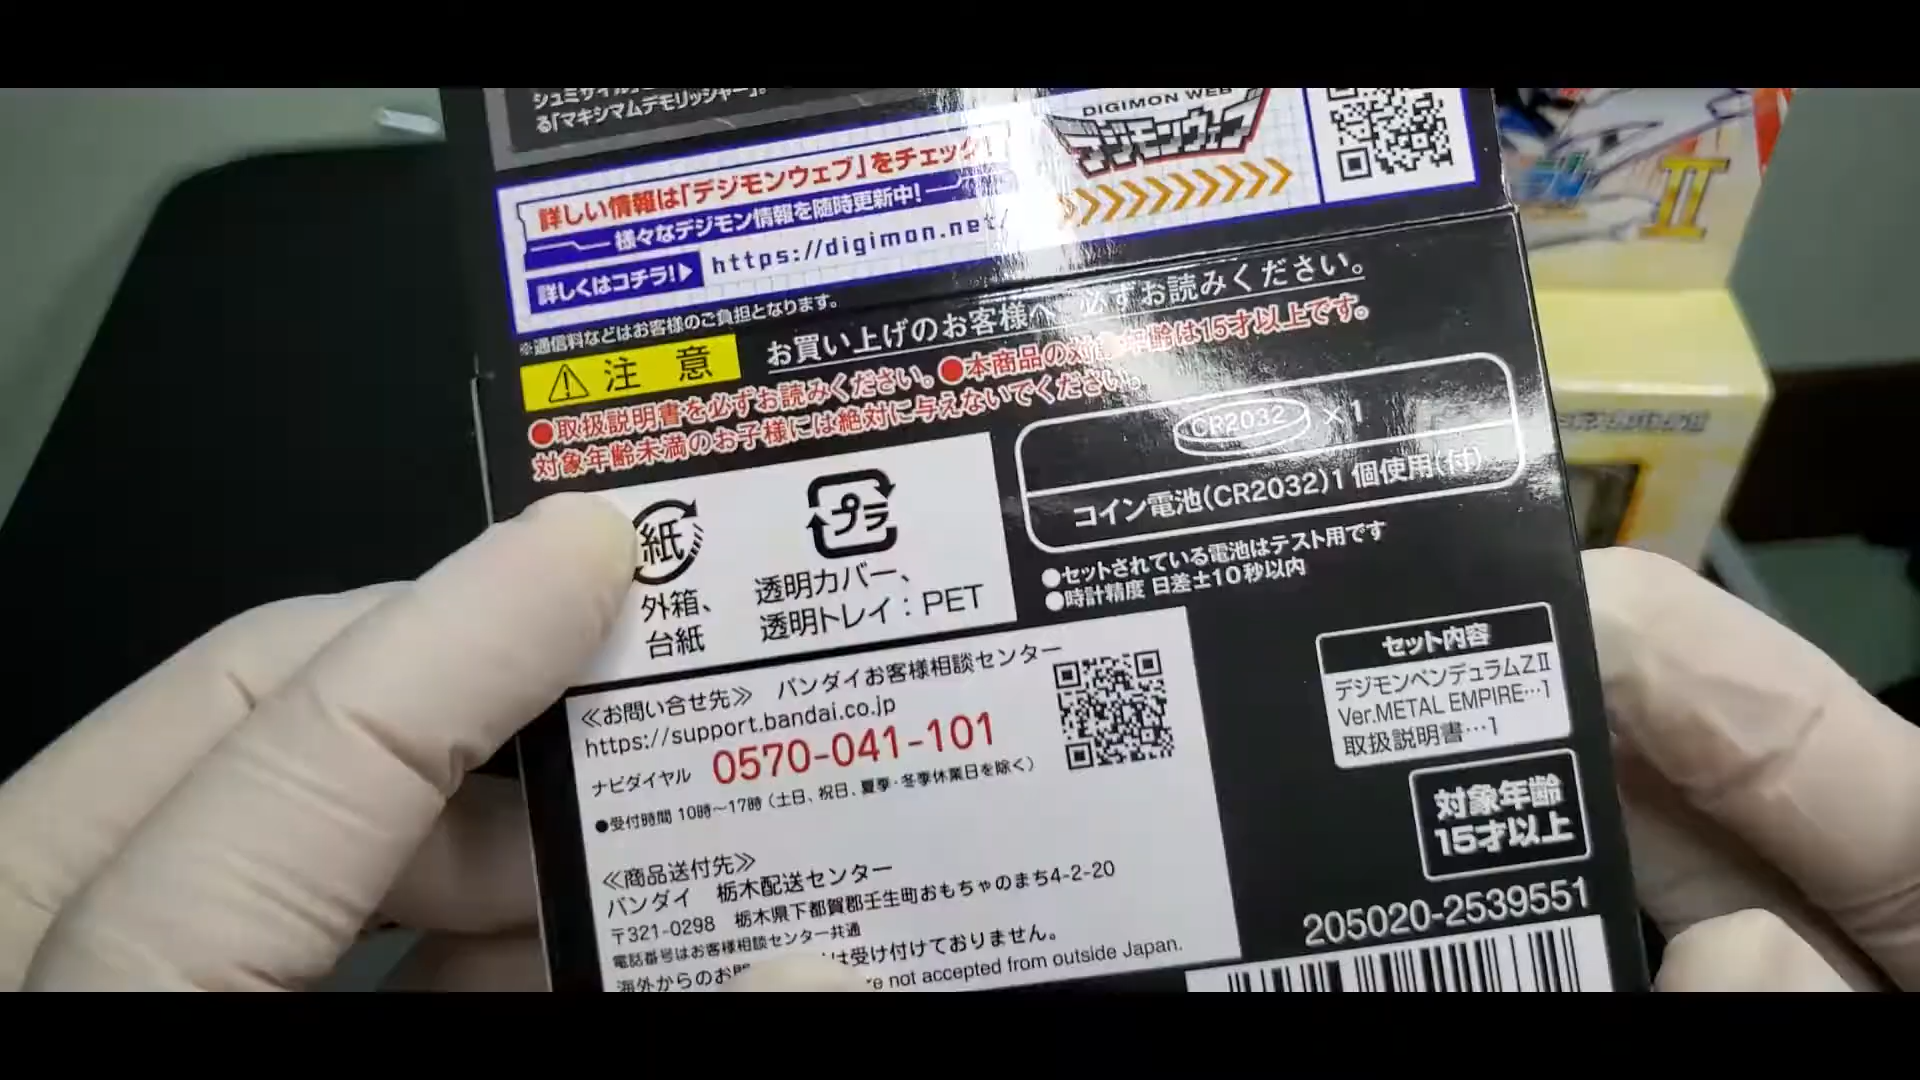 シュミサイル」
る「マキシマムデモリッシャー」。
DIGIMON WEB
デジモンウェブ
詳しい情報は「デジモンウェブ」をチェック!
様々なデジモン情報を随時更新中!
詳しくはコチラ!▶ https://digimon.net/
※通信料などはお客様のご負担となります。
II
⚠注 意 お買い上げのお客様へ 必ずお読みください。
●取扱説明書を必ずお読みください。●本商品の対象年齢は15才以上です。
対象年齢未満のお子様には絶対に与えないでください。
CR2032 × 1
コイン電池(CR2032)1個使用(付)
●セットされている電池はテスト用です
●時計精度 日差±10秒以内
紙
外箱、
台紙
プラ
透明カバー、
透明トレイ:PET
セット内容
デジモンペンデュラムZⅡ
Ver.METAL EMPIRE…1
取扱説明書…1
対象年齢
15才以上
≪お問い合せ先≫ バンダイお客様相談センター
https://support.bandai.co.jp
ナビダイヤル 0570-041-101
●受付時間 10時〜17時(土日、祝日、夏季・冬季休業日を除く)
≪商品送付先≫
バンダイ 栃木配送センター
〒321-0298 栃木県下都賀郡壬生町おもちゃのまち4-2-20
電話番号はお客様相談センター共通
海外からのお は受け付けておりません。
not accepted from outside Japan.
205020-2539551